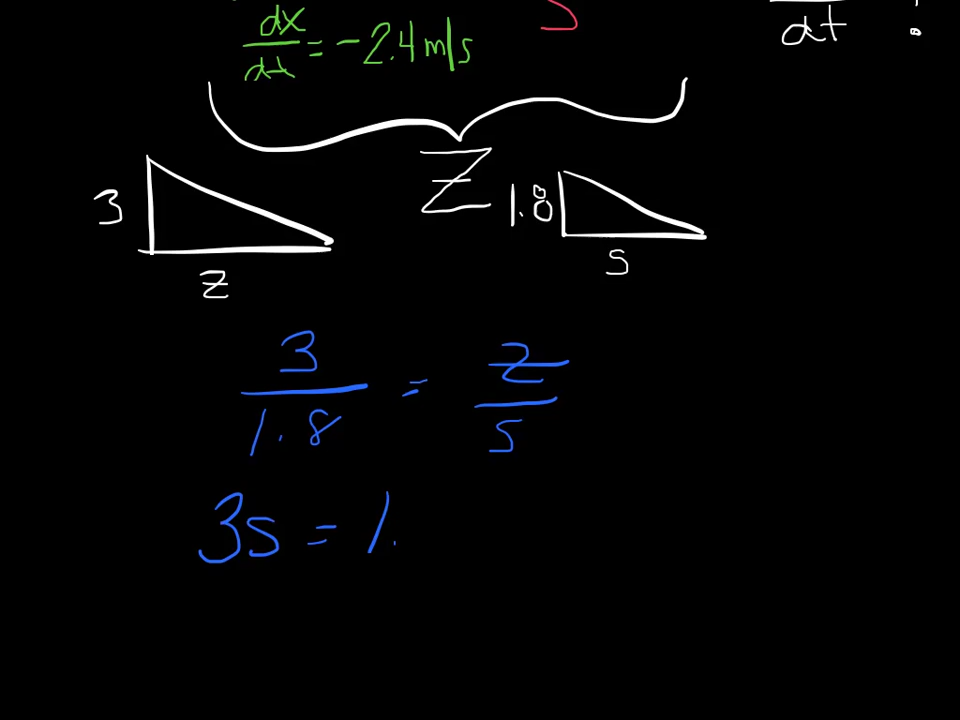 dx/dt = -2.4 m/s
dt
Z
3
z
1.8
s
3/1.8 = z/s
3s = 1.